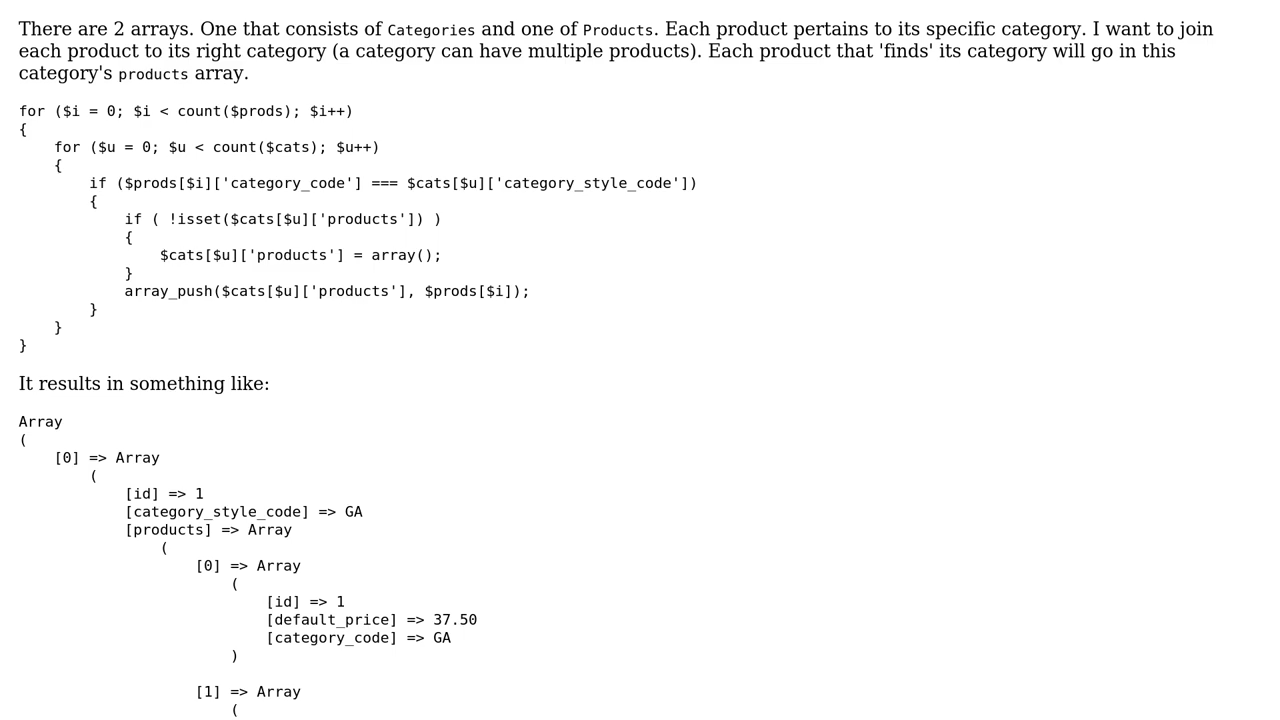 There are 2 arrays. One that consists of Categories and one of Products. Each product pertains to its specific category. I want to join
each product to its right category (a category can have multiple products). Each product that 'finds' its category will go in this
category's products array.
for ($i = 0; $i < count($prods); $i++)
{
    for ($u = 0; $u < count($cats); $u++)
    {
        if ($prods[$i]['category_code'] === $cats[$u]['category_style_code'])
        {
            if ( !isset($cats[$u]['products']) )
            {
                $cats[$u]['products'] = array();
            }
            array_push($cats[$u]['products'], $prods[$i]);
        }
    }
}
It results in something like:
Array
(
    [0] => Array
        (
            [id] => 1
            [category_style_code] => GA
            [products] => Array
                (
                    [0] => Array
                        (
                            [id] => 1
                            [default_price] => 37.50
                            [category_code] => GA
                        )
                    [1] => Array
                        (